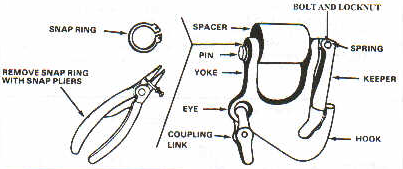 BOLT AND LOCKNUT
SPACER
SNAP RING
SPRING
PIN
YOKE
KEEPER
REMOVE SNAP RING
WITH SNAP PLIERS
EYE
COUPLING
LINK
HOOK